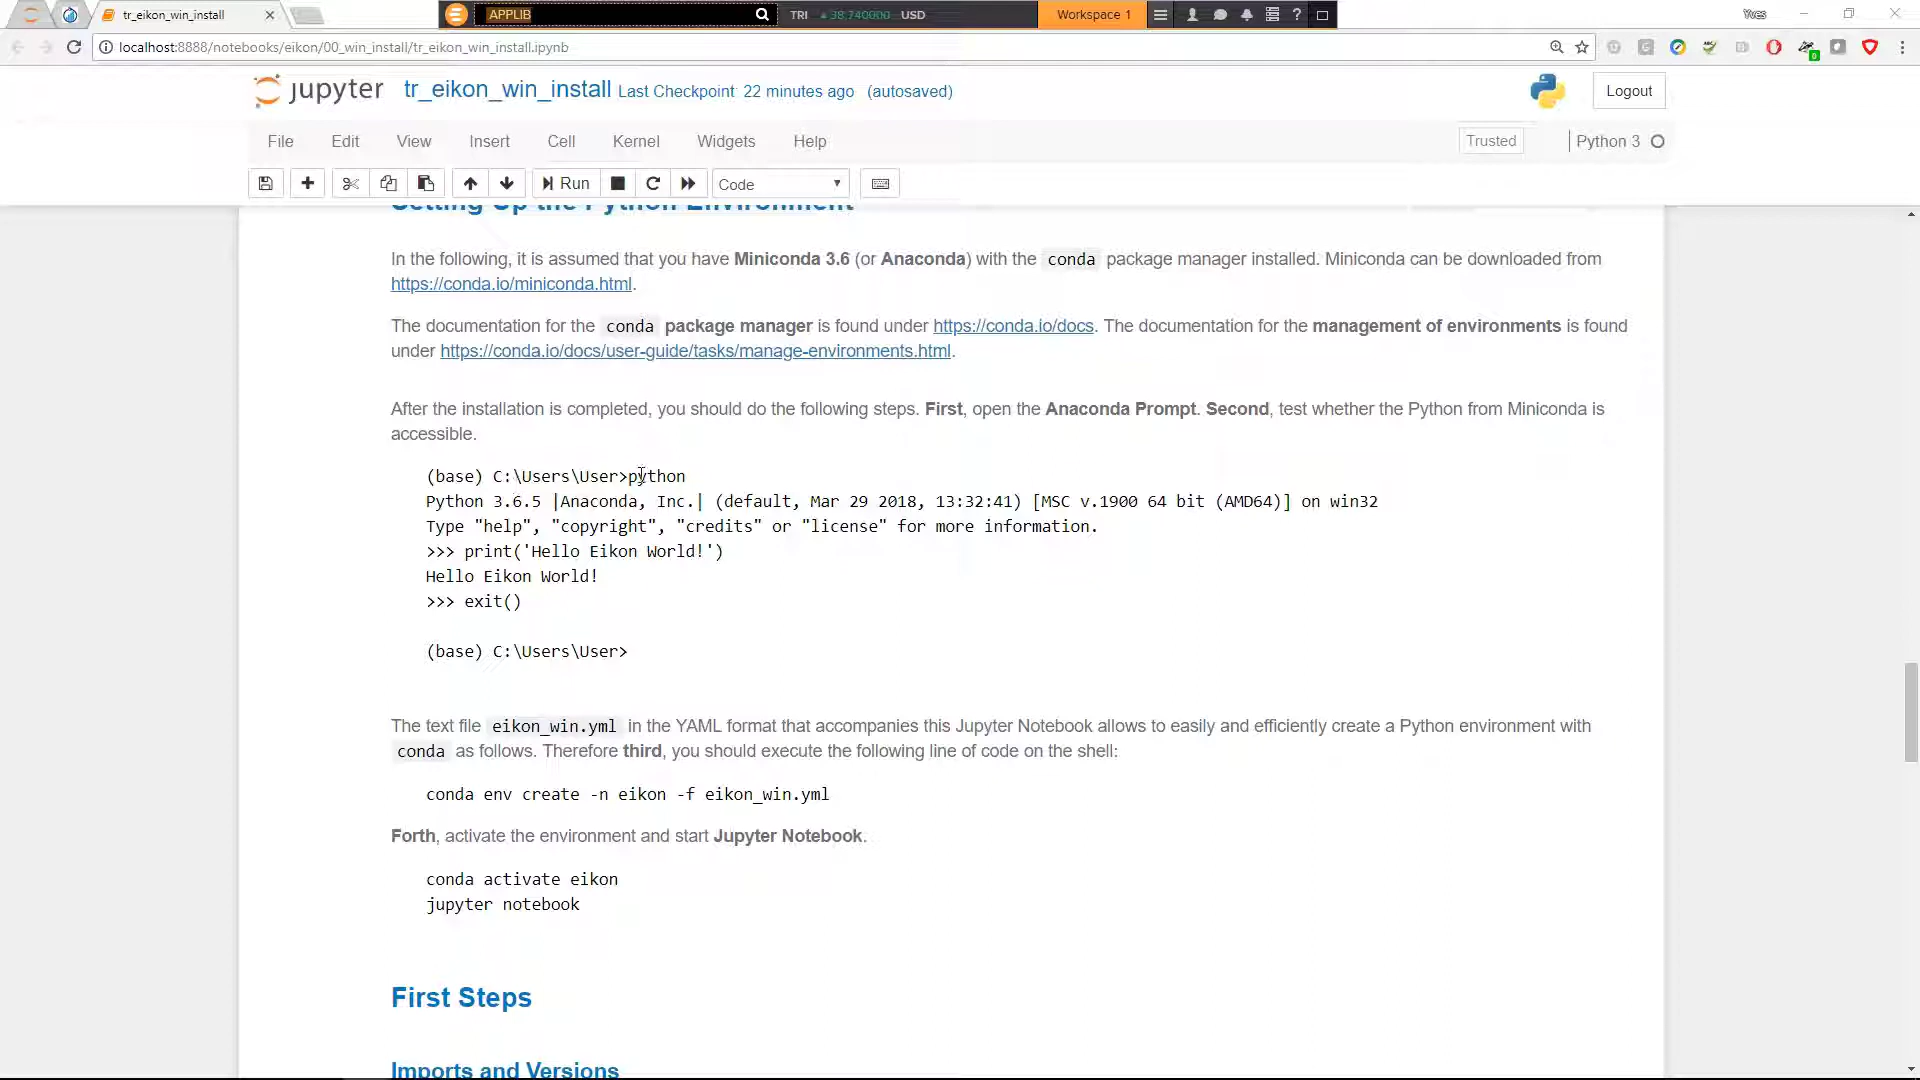 tr_eikon_win_install
APPLIB
TRI 38.740000 USD
Workspace 1
?
Yves
localhost:8888/notebooks/eikon/00_win_install/tr_eikon_win_install.ipynb
jupyter tr_eikon_win_install Last Checkpoint: 22 minutes ago (autosaved)
Logout
File Edit View Insert Cell Kernel Widgets Help
Trusted
Python 3
Run
Code
Setting Up the Python Environment
In the following, it is assumed that you have Miniconda 3.6 (or Anaconda) with the conda package manager installed. Miniconda can be downloaded from
https://conda.io/miniconda.html.
The documentation for the conda package manager is found under https://conda.io/docs. The documentation for the management of environments is found
under https://conda.io/docs/user-guide/tasks/manage-environments.html.
After the installation is completed, you should do the following steps. First, open the Anaconda Prompt. Second, test whether the Python from Miniconda is
accessible.
(base) C:\Users\User>python
Python 3.6.5 |Anaconda, Inc.| (default, Mar 29 2018, 13:32:41) [MSC v.1900 64 bit (AMD64)] on win32
Type "help", "copyright", "credits" or "license" for more information.
>>> print('Hello Eikon World!')
Hello Eikon World!
>>> exit()
(base) C:\Users\User>
The text file eikon_win.yml in the YAML format that accompanies this Jupyter Notebook allows to easily and efficiently create a Python environment with
conda as follows. Therefore third, you should execute the following line of code on the shell:
conda env create -n eikon -f eikon_win.yml
Forth, activate the environment and start Jupyter Notebook.
conda activate eikon
jupyter notebook
First Steps
Imports and Versions